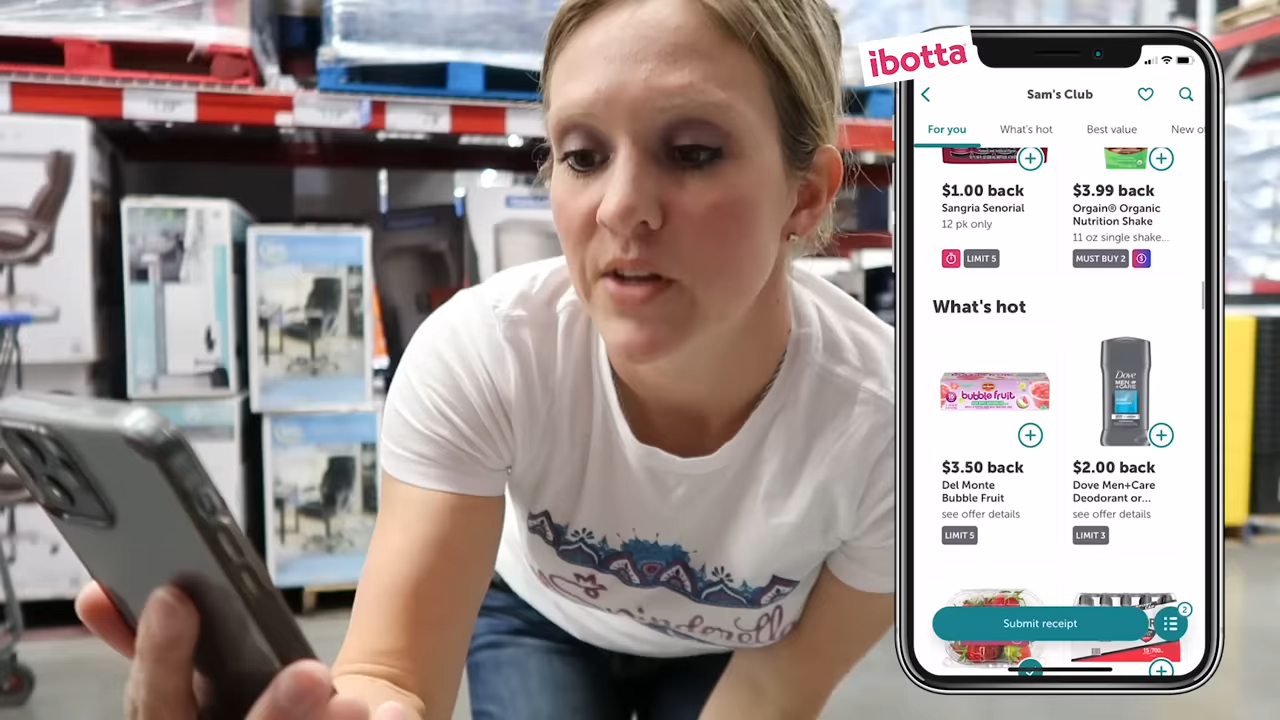 ibotta
Sam's Club
For you
What's hot
Best value
New o
$1.00 back
Sangria Senorial
12 pk only
LIMIT 5
$3.99 back
Orgain® Organic
Nutrition Shake
11 oz single shake...
MUST BUY 2
What's hot
bubble fruit
Dove
MEN
+CARE
$3.50 back
Del Monte
Bubble Fruit
see offer details
LIMIT 5
$2.00 back
Dove Men+Care
Deodorant or...
see offer details
LIMIT 3
Submit receipt
2